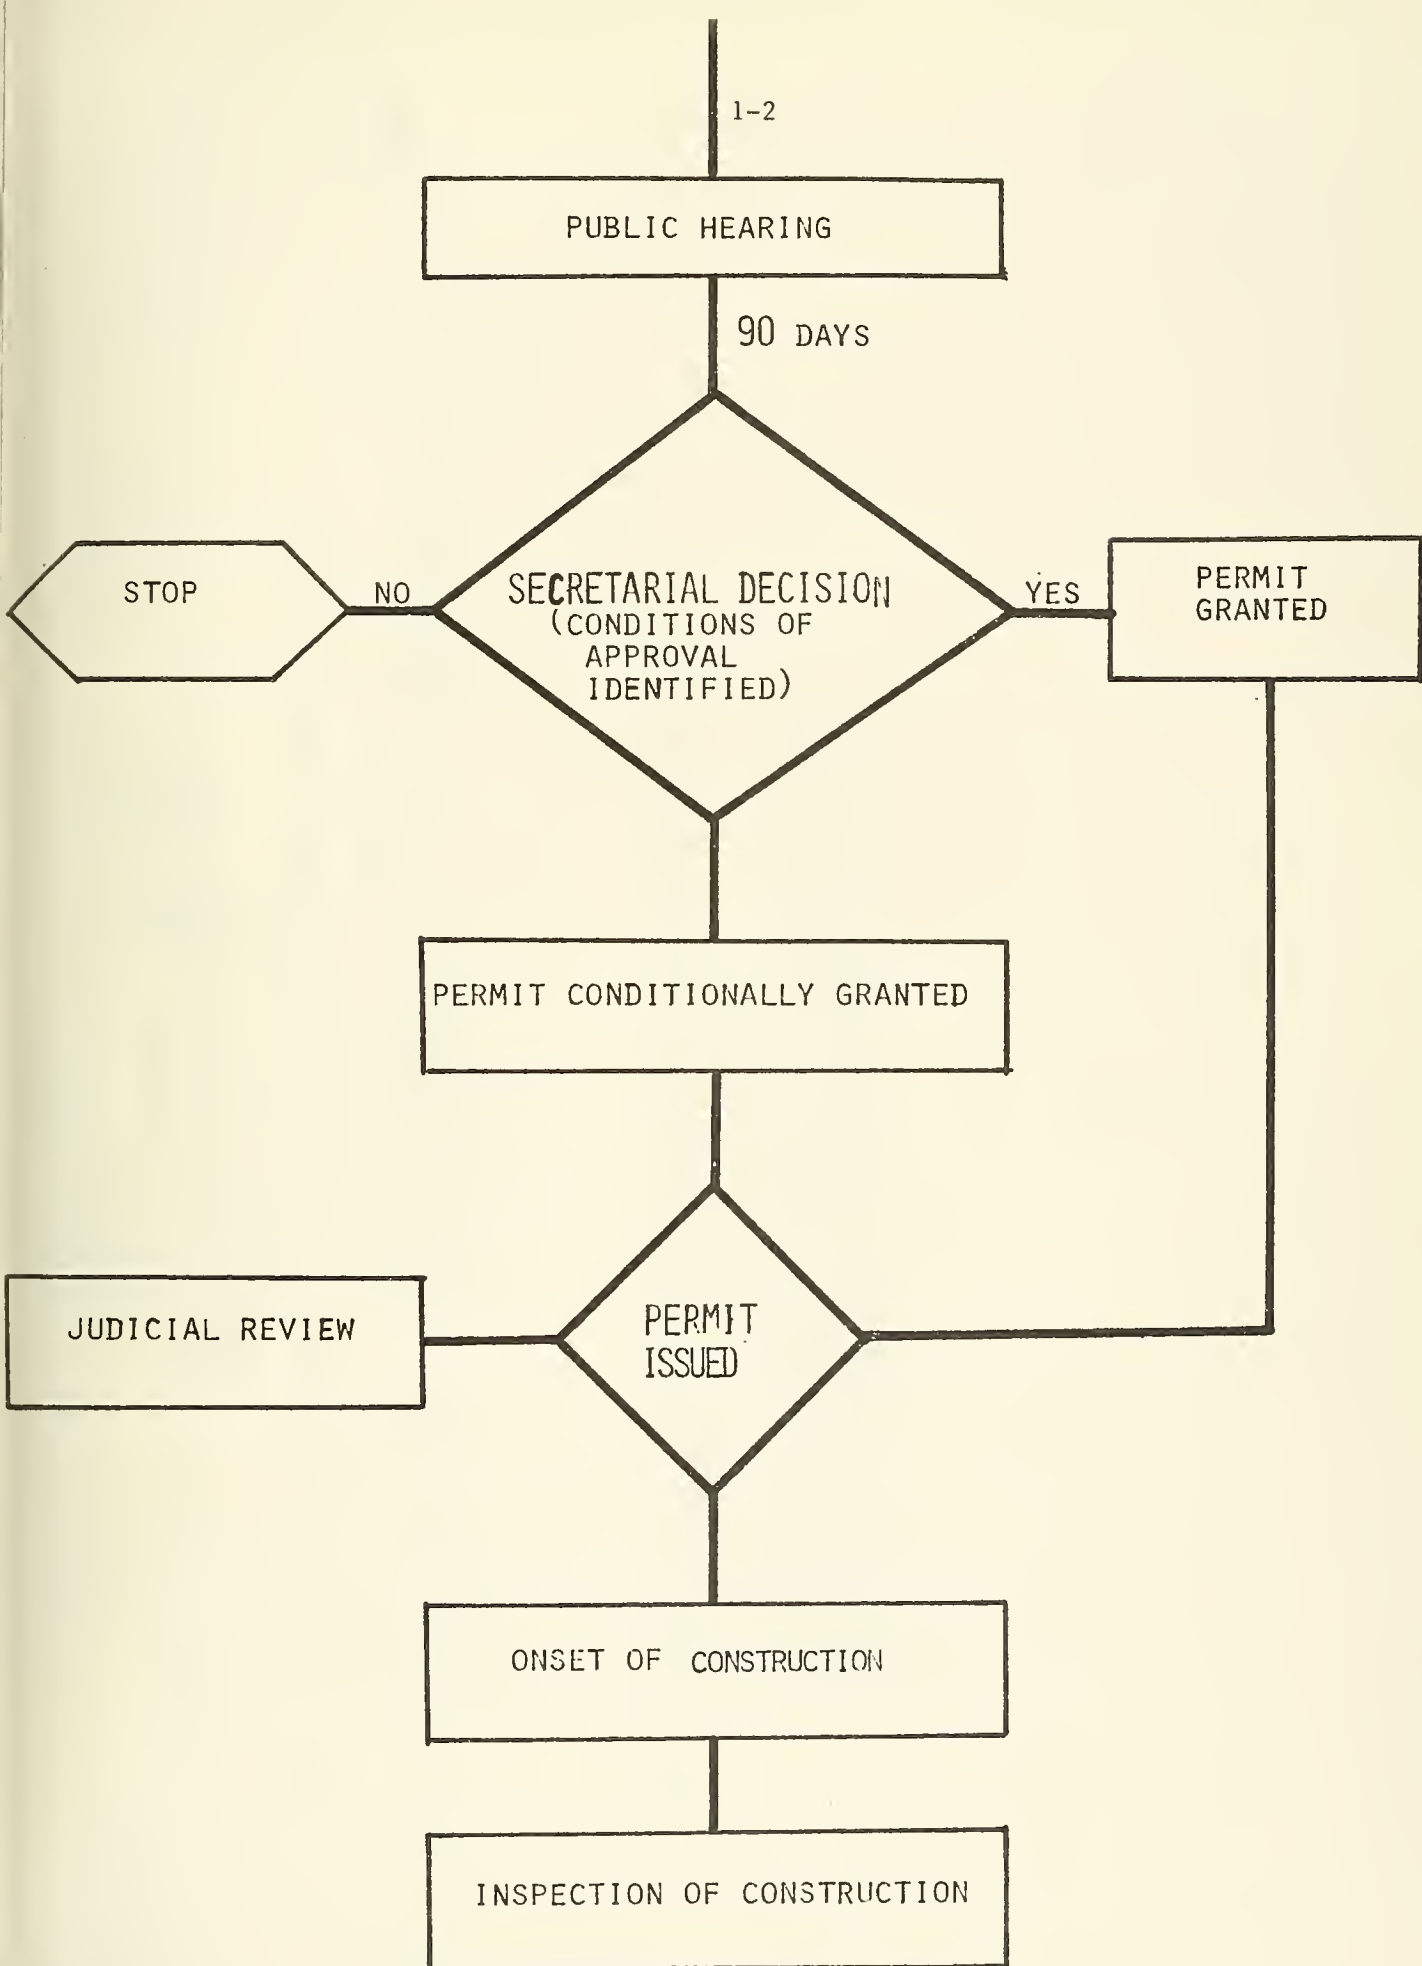 1-2
PUBLIC HEARING
90 DAYS
STOP
NO
SECRETARIAL DECISION
(CONDITIONS OF
APPROVAL
IDENTIFIED)
YES
PERMIT
GRANTED
PERMIT CONDITIONALLY GRANTED
JUDICIAL REVIEW
PERMIT
ISSUED
ONSET OF CONSTRUCTION
INSPECTION OF CONSTRUCTION